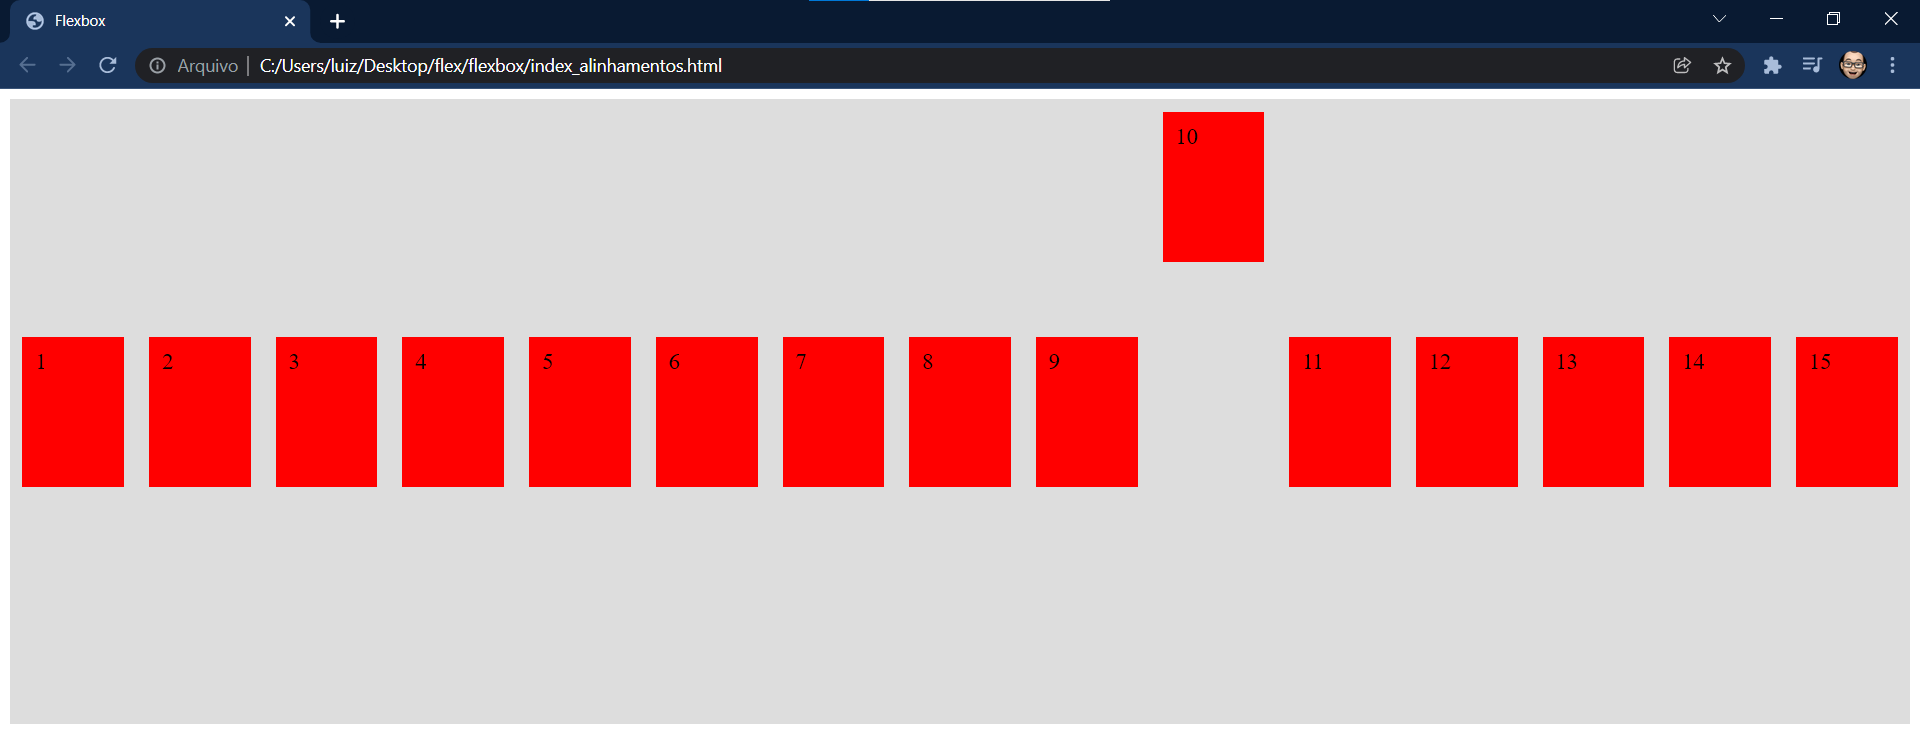 Flexbox
Arquivo | C:/Users/luiz/Desktop/flex/flexbox/index_alinhamentos.html
10
1 2 3 4 5 6 7 8 9 11 12 13 14 15